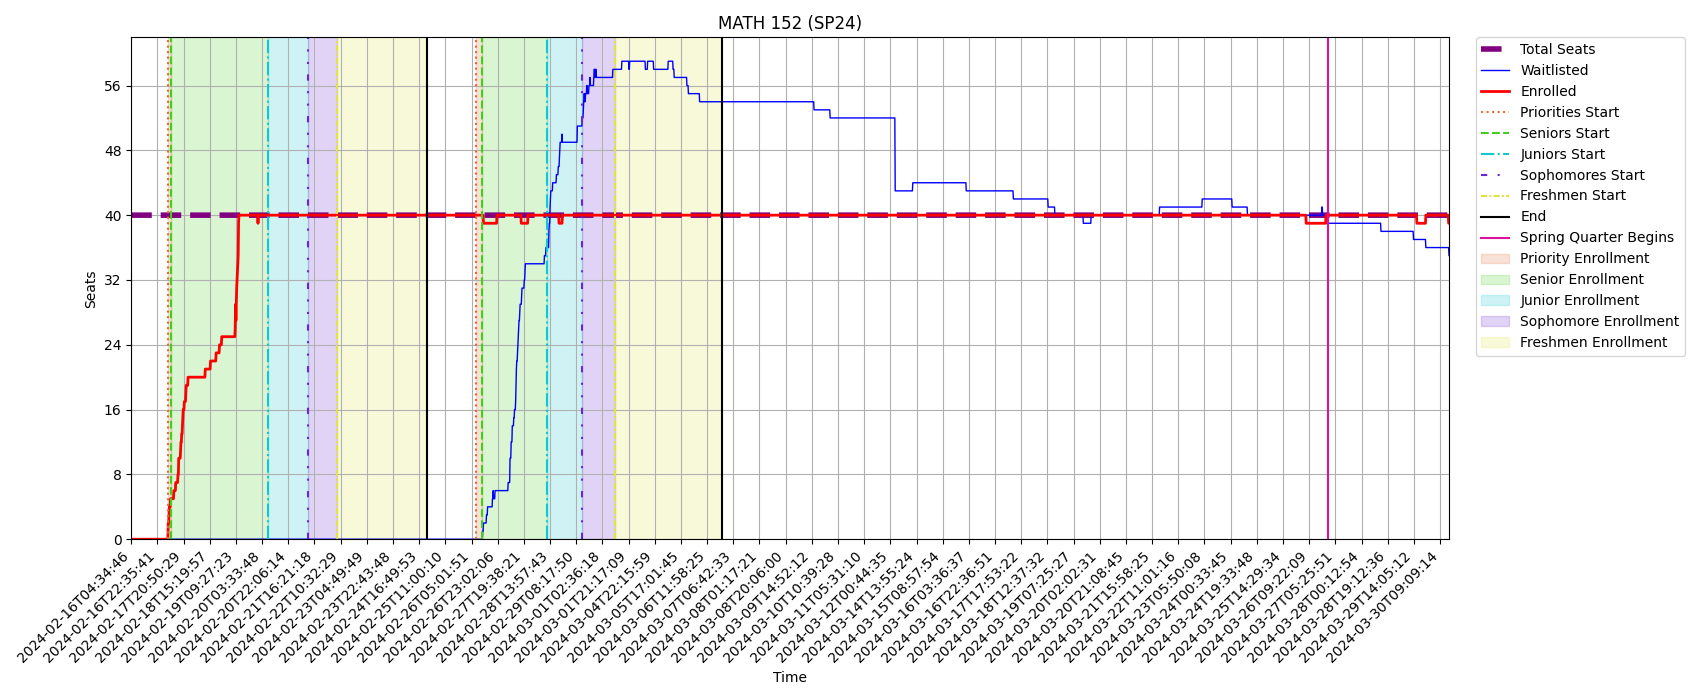 MATH 152 (SP24)
Total Seats
Waitlisted
Enrolled
Priorities Start
Seniors Start
Juniors Start
Sophomores Start
Freshmen Start
End
Spring Quarter Begins
Priority Enrollment
Senior Enrollment
Junior Enrollment
Sophomore Enrollment
Freshmen Enrollment
Seats
56
48
40
32
24
16
8
0
2024-02-16T04:34:46
2024-02-16T22:35:41
2024-02-17T20:50:29
2024-02-18T15:19:57
2024-02-19T09:27:23
2024-02-20T03:33:48
2024-02-20T22:06:14
2024-02-21T16:21:18
2024-02-22T10:32:29
2024-02-23T04:49:49
2024-02-23T22:43:48
2024-02-24T16:49:53
2024-02-25T11:00:10
2024-02-26T05:01:51
2024-02-26T23:02:06
2024-02-27T19:38:21
2024-02-28T13:57:43
2024-02-29T08:17:50
2024-03-01T02:36:18
2024-03-01T21:17:09
2024-03-04T22:15:59
2024-03-05T17:01:45
2024-03-06T11:58:25
2024-03-07T06:42:33
2024-03-08T01:17:21
2024-03-08T20:06:00
2024-03-09T14:52:12
2024-03-10T10:39:28
2024-03-11T05:31:10
2024-03-12T00:44:35
2024-03-14T13:55:24
2024-03-15T08:57:54
2024-03-16T03:36:37
2024-03-16T22:36:51
2024-03-17T17:53:22
2024-03-18T12:37:32
2024-03-19T07:25:27
2024-03-20T02:02:31
2024-03-20T21:08:45
2024-03-21T15:58:25
2024-03-22T11:01:16
2024-03-23T05:50:08
2024-03-24T00:33:45
2024-03-24T19:33:48
2024-03-25T14:29:34
2024-03-26T09:22:09
2024-03-27T05:25:51
2024-03-28T00:12:54
2024-03-28T19:12:36
2024-03-29T14:05:12
2024-03-30T09:09:14
Time